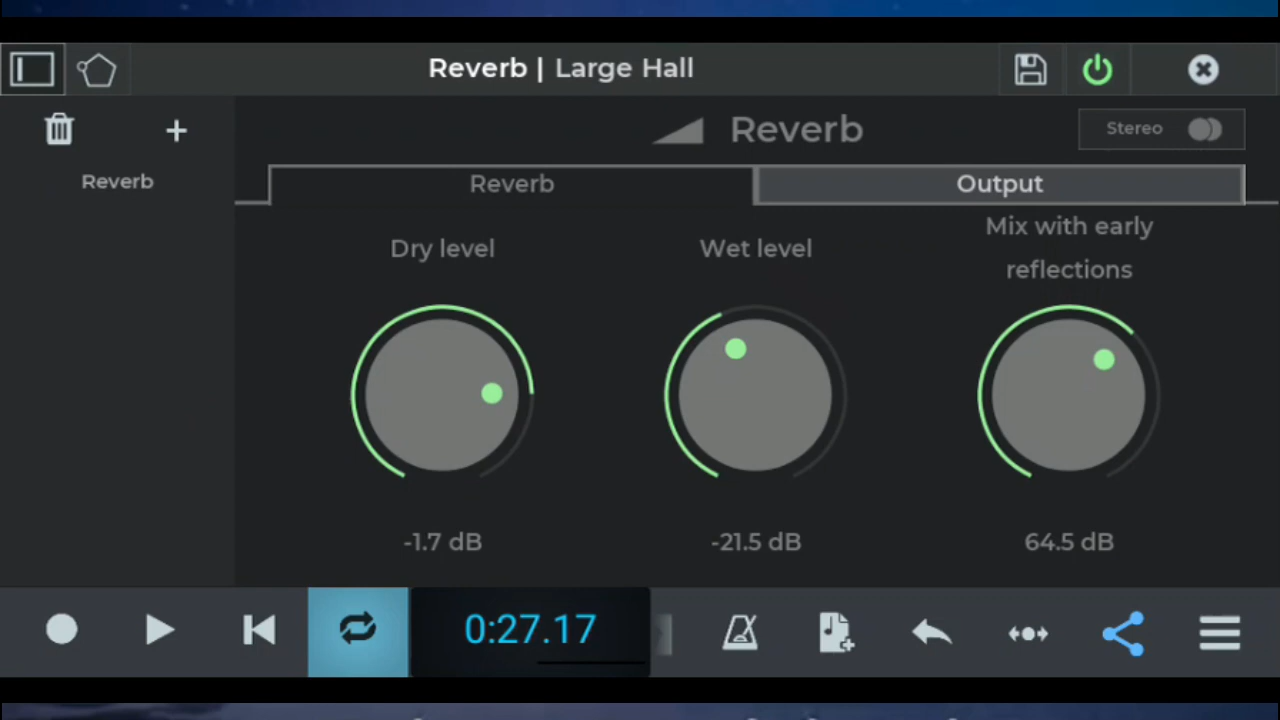 Reverb | Large Hall
Reverb
Stereo
Reverb
Reverb
Output
Dry level
Wet level
Mix with early
reflections
-1.7 dB
-21.5 dB
64.5 dB
0:27.17